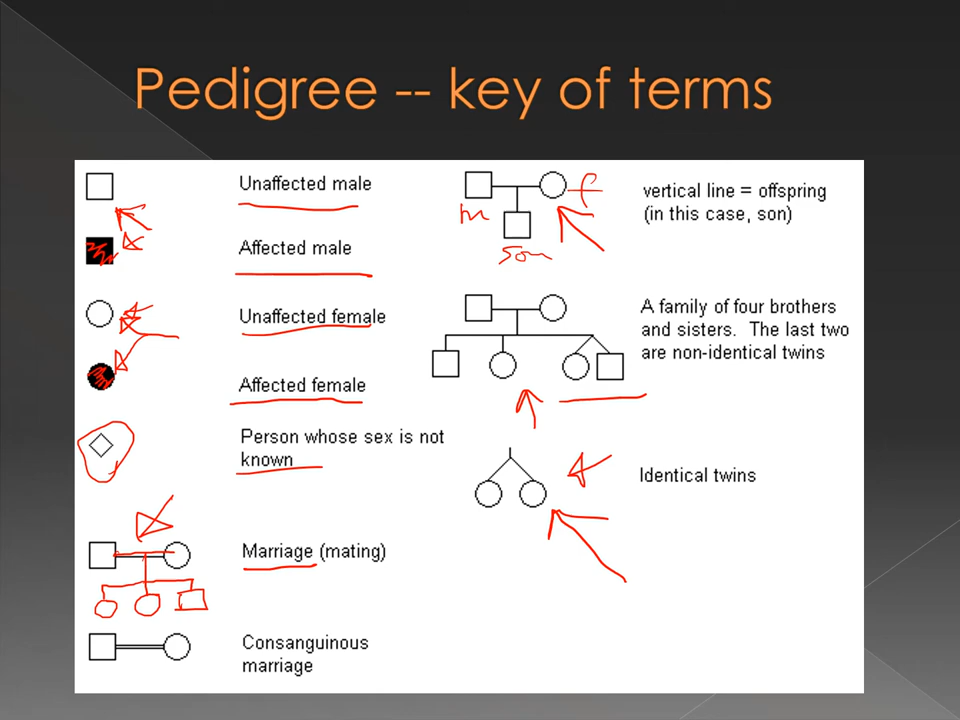 Pedigree -- key of terms
Unaffected male
Affected male
Unaffected female
Affected female
Person whose sex is not
known
Marriage (mating)
Consanguinous
marriage
m
f
son
vertical line = offspring
(in this case, son)
A family of four brothers
and sisters. The last two
are non-identical twins
Identical twins